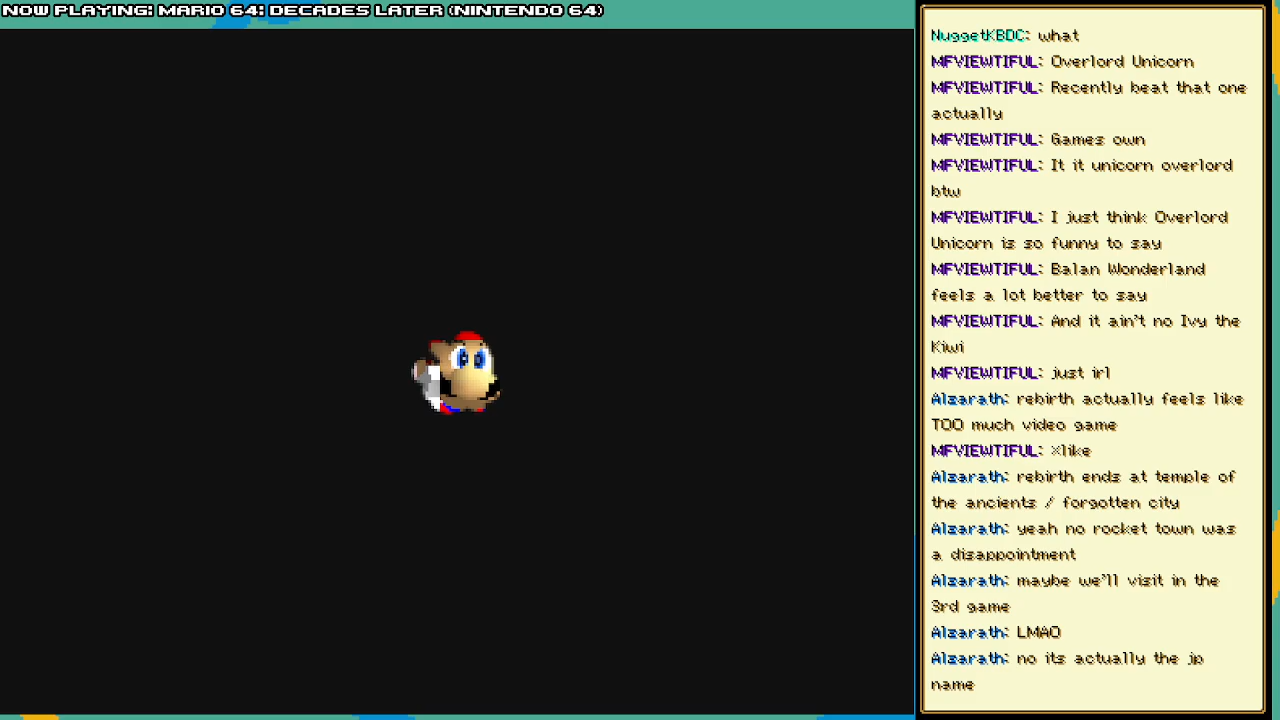 NOW PLAYING: MARIO 64: DECADES LATER (NINTENDO 64)
NuggetKBDC: what
MFVIEWTIFUL: Overlord Unicorn
MFVIEWTIFUL: Recently beat that one
actually
MFVIEWTIFUL: Games own
MFVIEWTIFUL: It it unicorn overlord
btw
MFVIEWTIFUL: I just think Overlord
Unicorn is so funny to say
MFVIEWTIFUL: Balan Wonderland
feels a lot better to say
MFVIEWTIFUL: And it ain't no Ivy the
Kiwi
MFVIEWTIFUL: just irl
Alzarath: rebirth actually feels like
TOO much video game
MFVIEWTIFUL: *like
Alzarath: rebirth ends at temple of
the ancients / forgotten city
Alzarath: yeah no rocket town was
a disappointment
Alzarath: maybe we'll visit in the
3rd game
Alzarath: LMAO
Alzarath: no its actually the jp
name